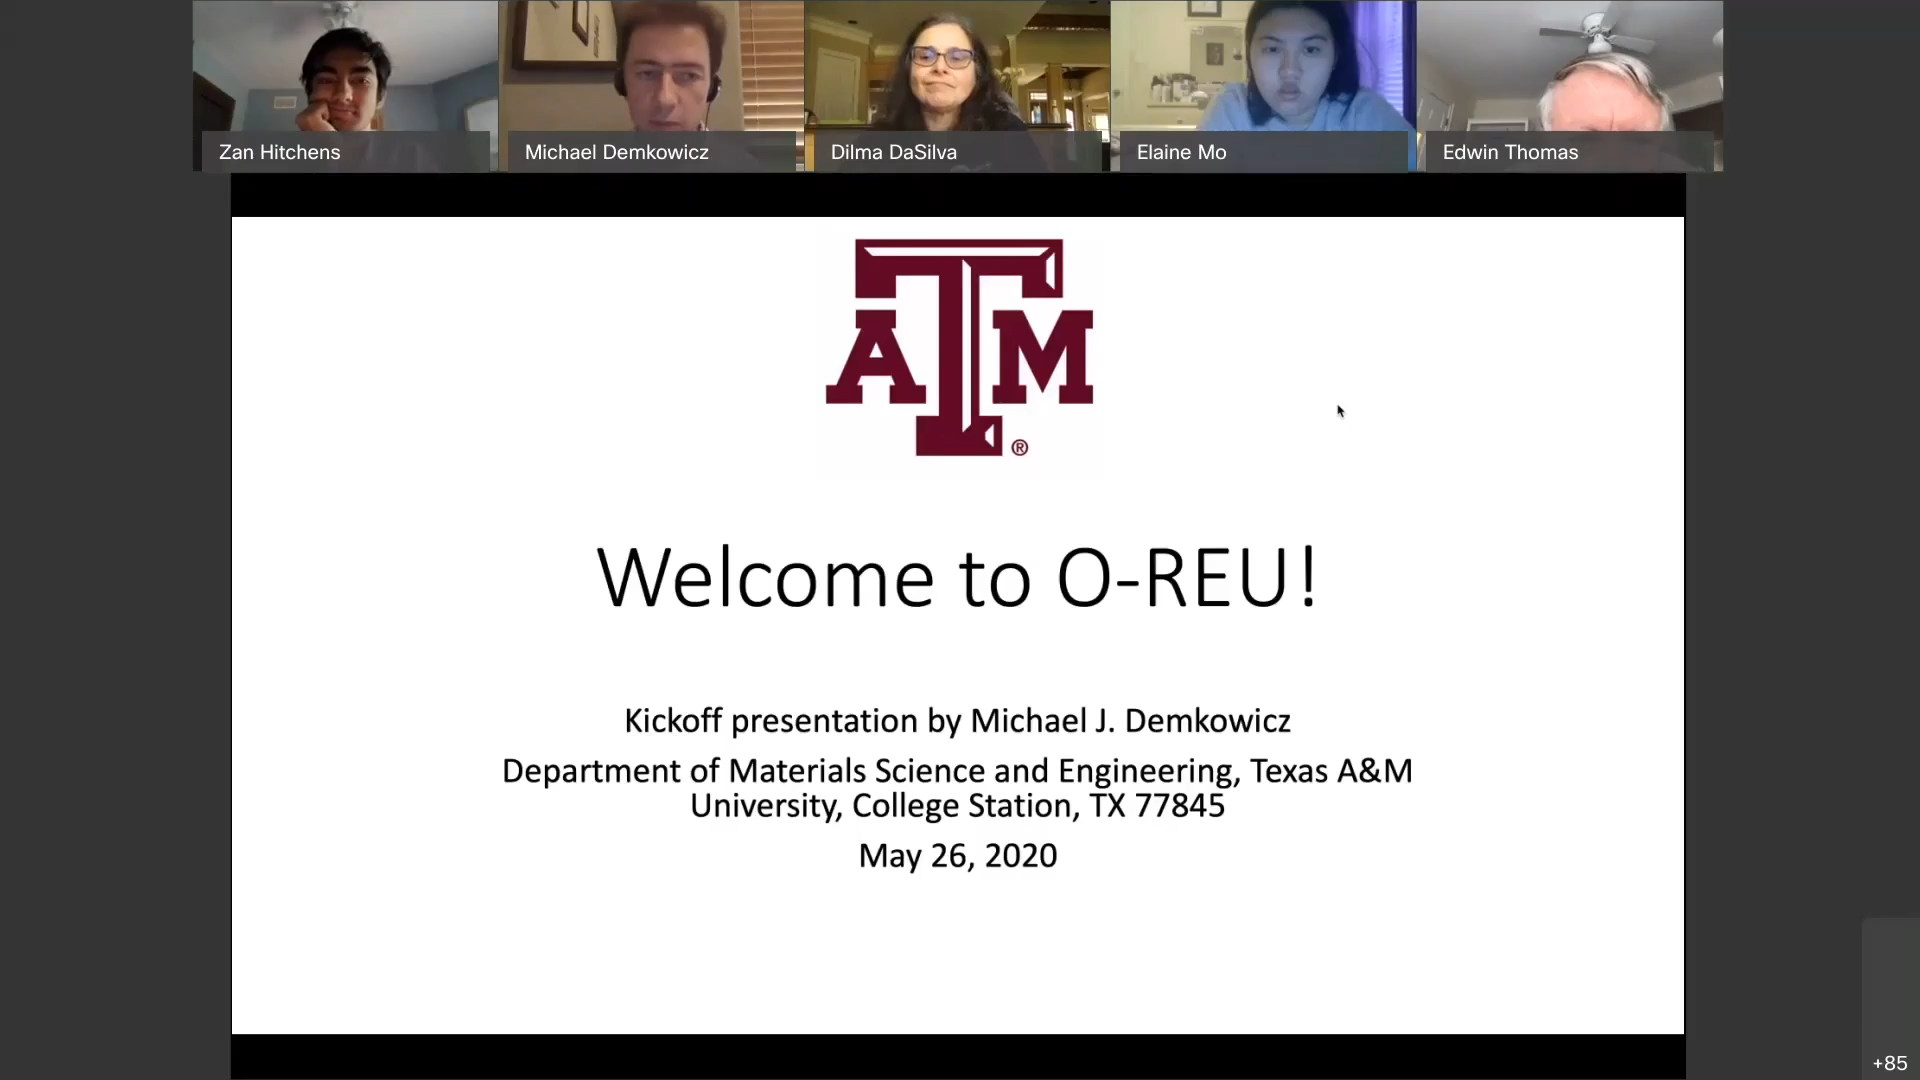 Zan Hitchens
Michael Demkowicz
Dilma DaSilva
Elaine Mo
Edwin Thomas
ATM ®
Welcome to O-REU!
Kickoff presentation by Michael J. Demkowicz
Department of Materials Science and Engineering, Texas A&M
University, College Station, TX 77845
May 26, 2020
+85